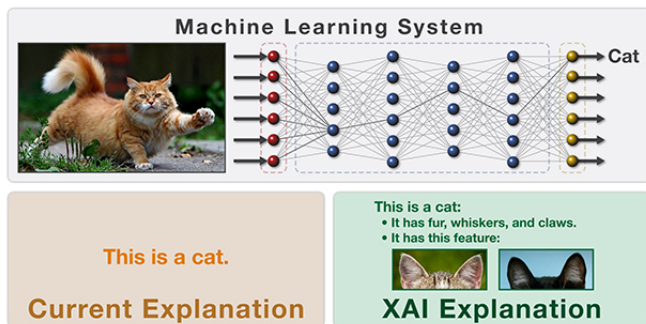 Machine Learning System
Cat
This is a cat.
Current Explanation
This is a cat:
• It has fur, whiskers, and claws.
• It has this feature:
XAI Explanation